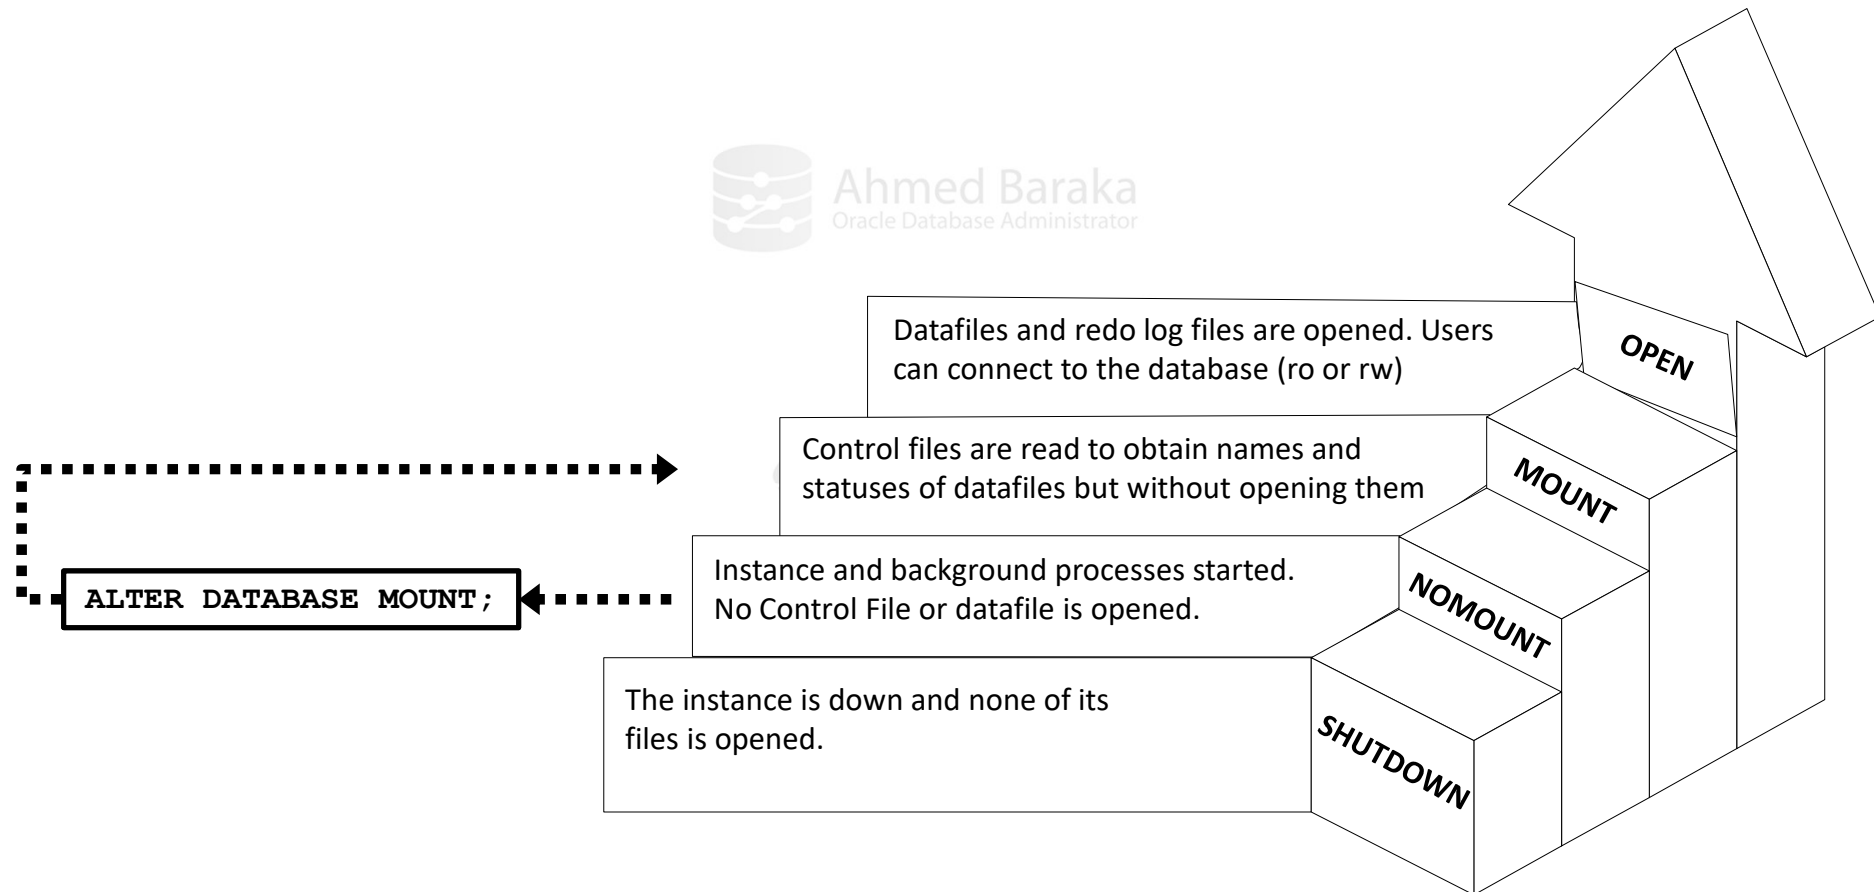 Ahmed Baraka
Oracle Database Administrator
Datafiles and redo log files are opened. Users
can connect to the database (ro or rw)
OPEN
Control files are read to obtain names and
statuses of datafiles but without opening them
MOUNT
Instance and background processes started.
No Control File or datafile is opened.
NOMOUNT
ALTER DATABASE MOUNT;
The instance is down and none of its
files is opened.
SHUTDOWN